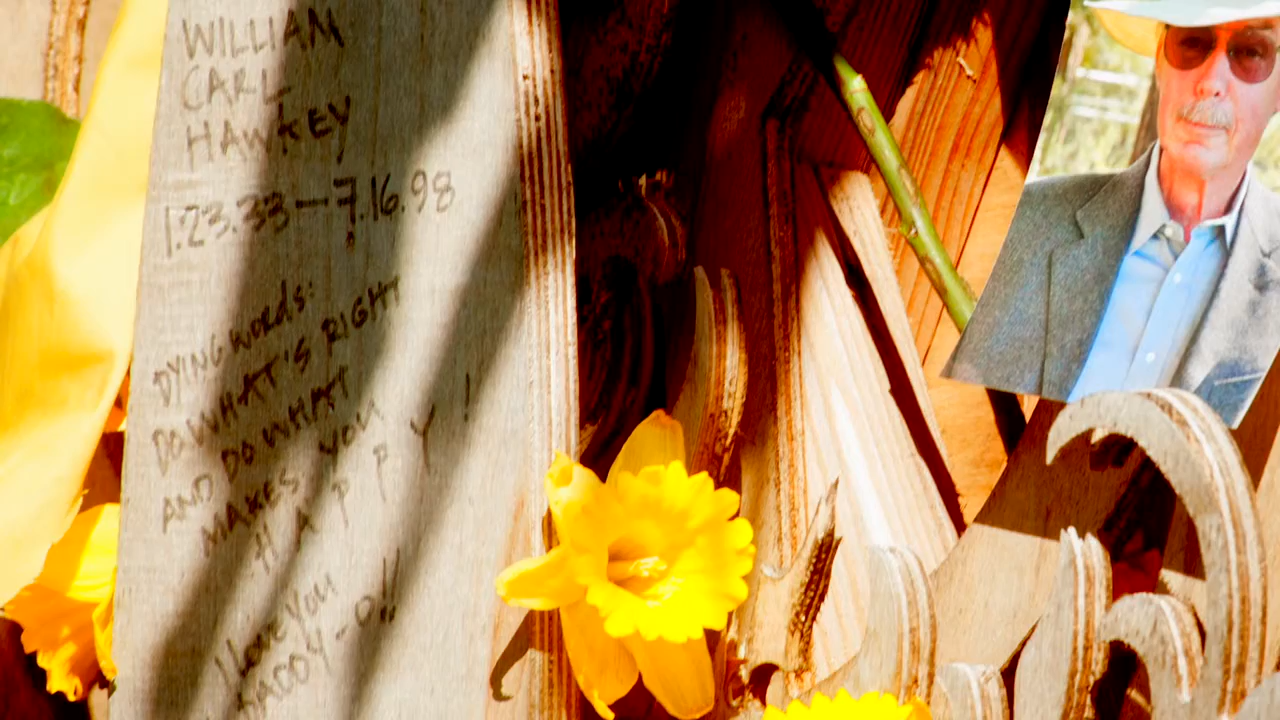 WILLIAM
CARL
HAWKEY
1.23.33-7.16.98
DYING WORDS:
DO WHAT'S RIGHT
AND DO WHAT
MAKES YOU
HAPPY!
I Love You
DADDY-O!!